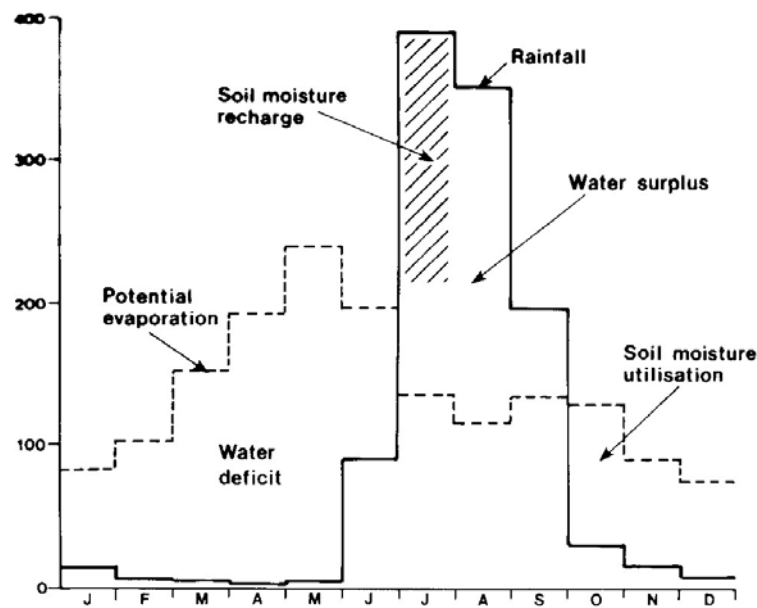 400
Rainfall
Soil moisture
recharge
300
Water surplus
200
Potential
evaporation
Soil moisture
utilisation
100
Water
deficit
0
J F M A M J J A S O N D